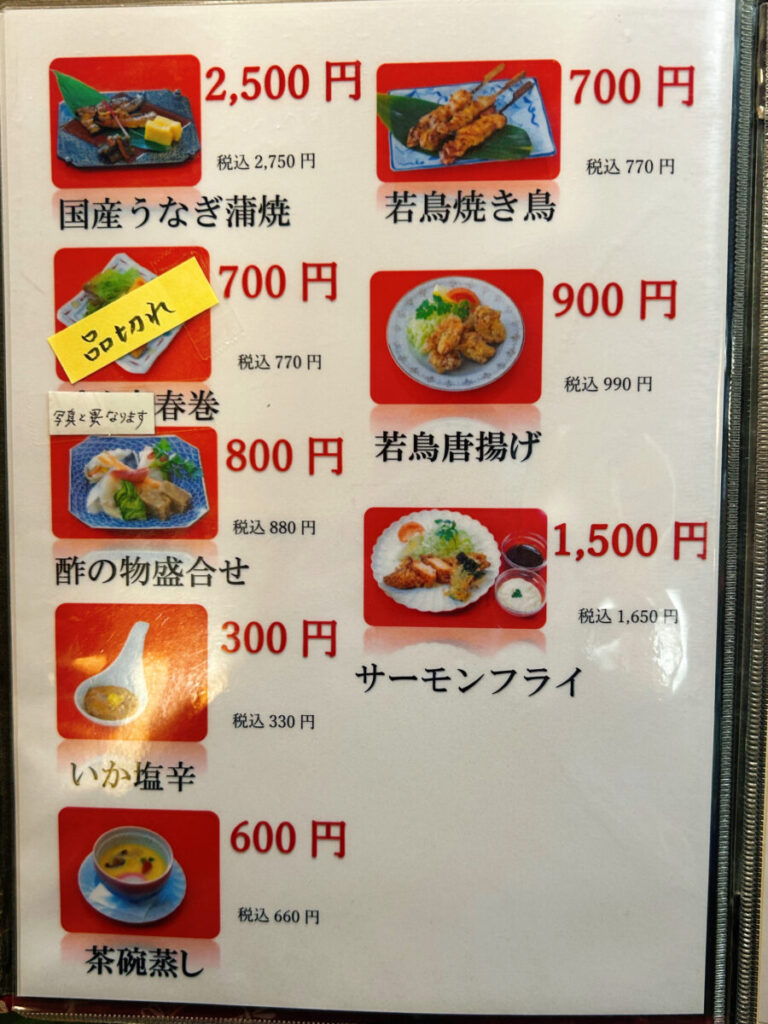 2,500 円
税込 2,750 円
国産うなぎ蒲焼
700 円
税込 770 円
品切れ
春巻
写真と異なります
800 円
税込 880 円
酢の物盛合せ
300 円
税込 330 円
いか塩辛
600 円
税込 660 円
茶碗蒸し
700 円
税込 770 円
若鳥焼き鳥
900 円
税込 990 円
若鳥唐揚げ
1,500 円
税込 1,650 円
サーモンフライ